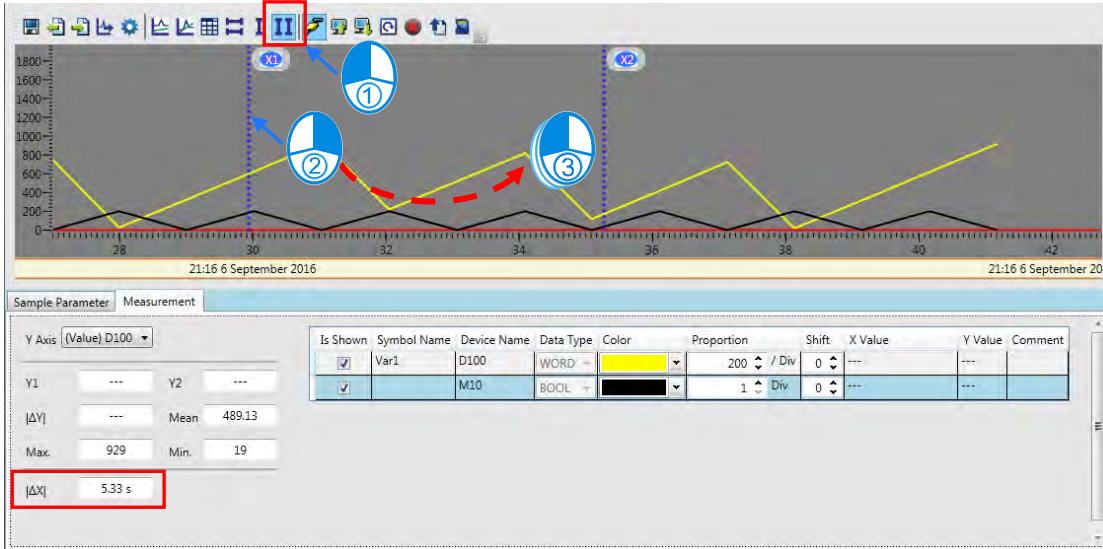 X1 X2
1800
1600
1400
1200
1000
800
600
400
200
0
①
②
③
28 30 32 34 36 38 40 42
21:16 6 September 2016 21:16 6 September 20
Sample Parameter Measurement
Y Axis (Value) D100
Y1 --- Y2 ---
|ΔY| --- Mean 489.13
Max. 929 Min. 19
|ΔX| 5.33 s
Is Shown Symbol Name Device Name Data Type Color Proportion Shift X Value Y Value Comment
Var1 D100 WORD 200 / Div 0 --- ---
M10 BOOL 1 Div 0 --- ---